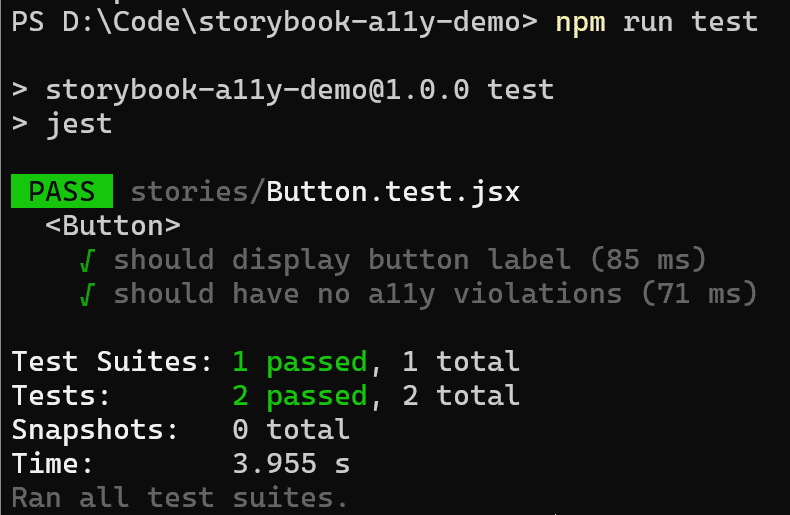 PS D:\Code\storybook-a11y-demo> npm run test
> storybook-a11y-demo@1.0.0 test
> jest
PASS stories/Button.test.jsx
<Button>
√ should display button label (85 ms)
√ should have no a11y violations (71 ms)
Test Suites: 1 passed, 1 total
Tests: 2 passed, 2 total
Snapshots: 0 total
Time: 3.955 s
Ran all test suites.